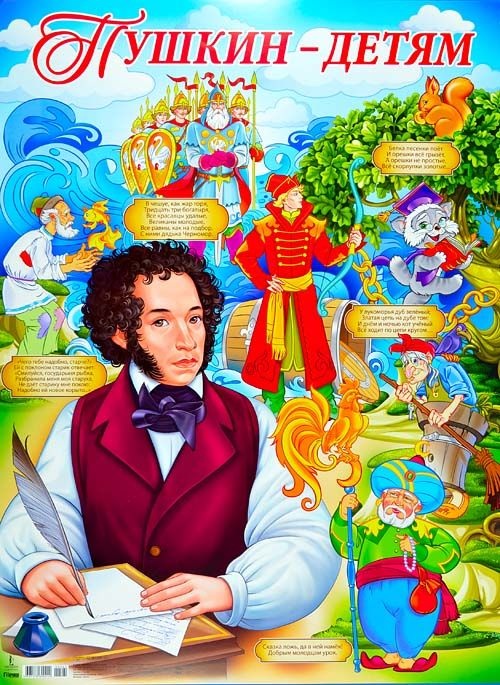 Пушкин – детям
Белка песенки поёт
И орешки всё грызёт,
А орешки не простые,
Всё скорлупки золотые.
В чешуе, как жар горя,
Тридцать три богатыря,
Все красавцы удалые,
Великаны молодые,
Все равны, как на подбор,
С ними дядька Черномор.
У лукоморья дуб зелёный;
Златая цепь на дубе том:
И днём и ночью кот учёный
Всё ходит по цепи кругом...
«Чего тебе надобно, старче?»
Ей с поклоном старик отвечает:
«Смилуйся, государыня рыбка,
Разбранила меня моя старуха,
Не даёт старику мне покою:
Надобно ей новое корыто...
Сказка ложь, да в ней намёк!
Добрым молодцам урок.